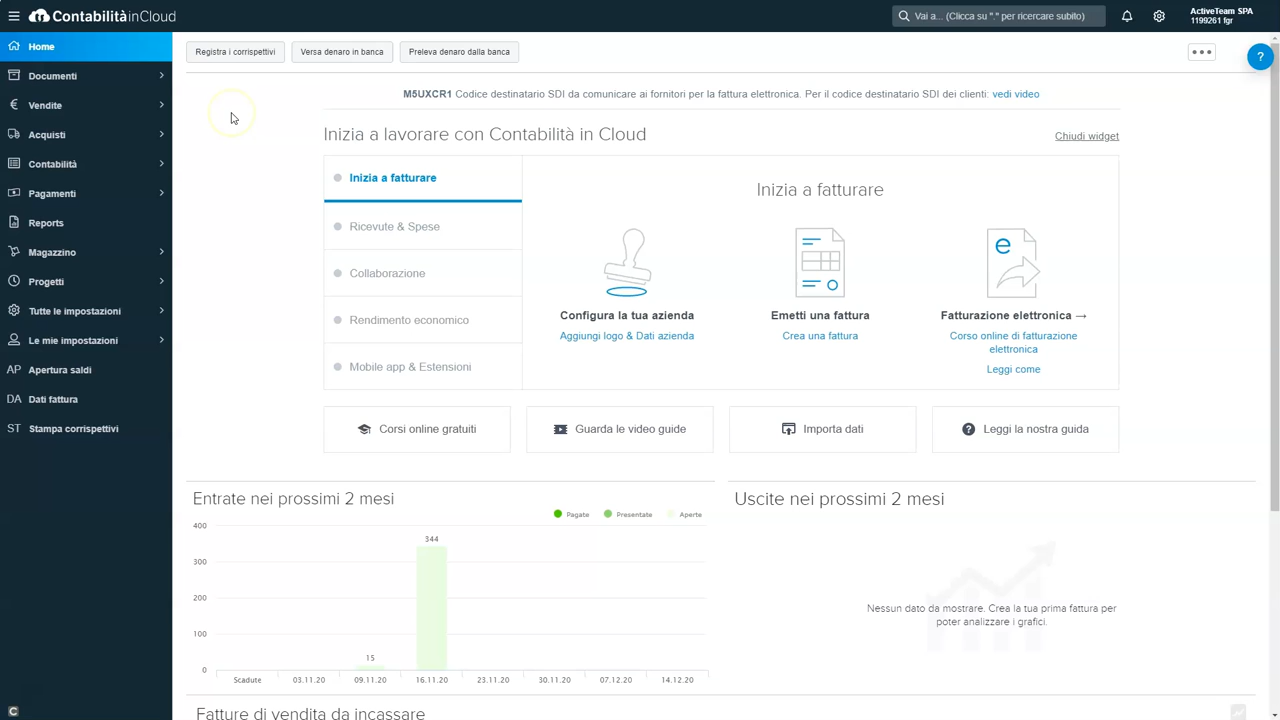 Contabilità in Cloud
Vai a... (Clicca su "." per ricercare subito)
ActiveTeam SPA
1199261 fgr
Home
Documenti
Vendite
Acquisti
Contabilità
Pagamenti
Reports
Magazzino
Progetti
Tutte le impostazioni
Le mie impostazioni
AP Apertura saldi
DA Dati fattura
ST Stampa corrispettivi
Registra i corrispettivi
Versa denaro in banca
Preleva denaro dalla banca
?
M5UXCR1 Codice destinatario SDI da comunicare ai fornitori per la fattura elettronica. Per il codice destinatario SDI dei clienti: vedi video
Inizia a lavorare con Contabilità in Cloud
Chiudi widget
Inizia a fatturare
Ricevute & Spese
Collaborazione
Rendimento economico
Mobile app & Estensioni
Inizia a fatturare
Configura la tua azienda
Aggiungi logo & Dati azienda
Emetti una fattura
Crea una fattura
e
Fatturazione elettronica →
Corso online di fatturazione
elettronica
Leggi come
Corsi online gratuiti
Guarda le video guide
Importa dati
Leggi la nostra guida
Entrate nei prossimi 2 mesi
Pagate Presentate Aperte
400
300
200
100
0
344
15
Scadute 03.11.20 09.11.20 16.11.20 23.11.20 30.11.20 07.12.20 14.12.20
Uscite nei prossimi 2 mesi
Nessun dato da mostrare. Crea la tua prima fattura per
poter analizzare i grafici.
Fatture di vendita da incassare